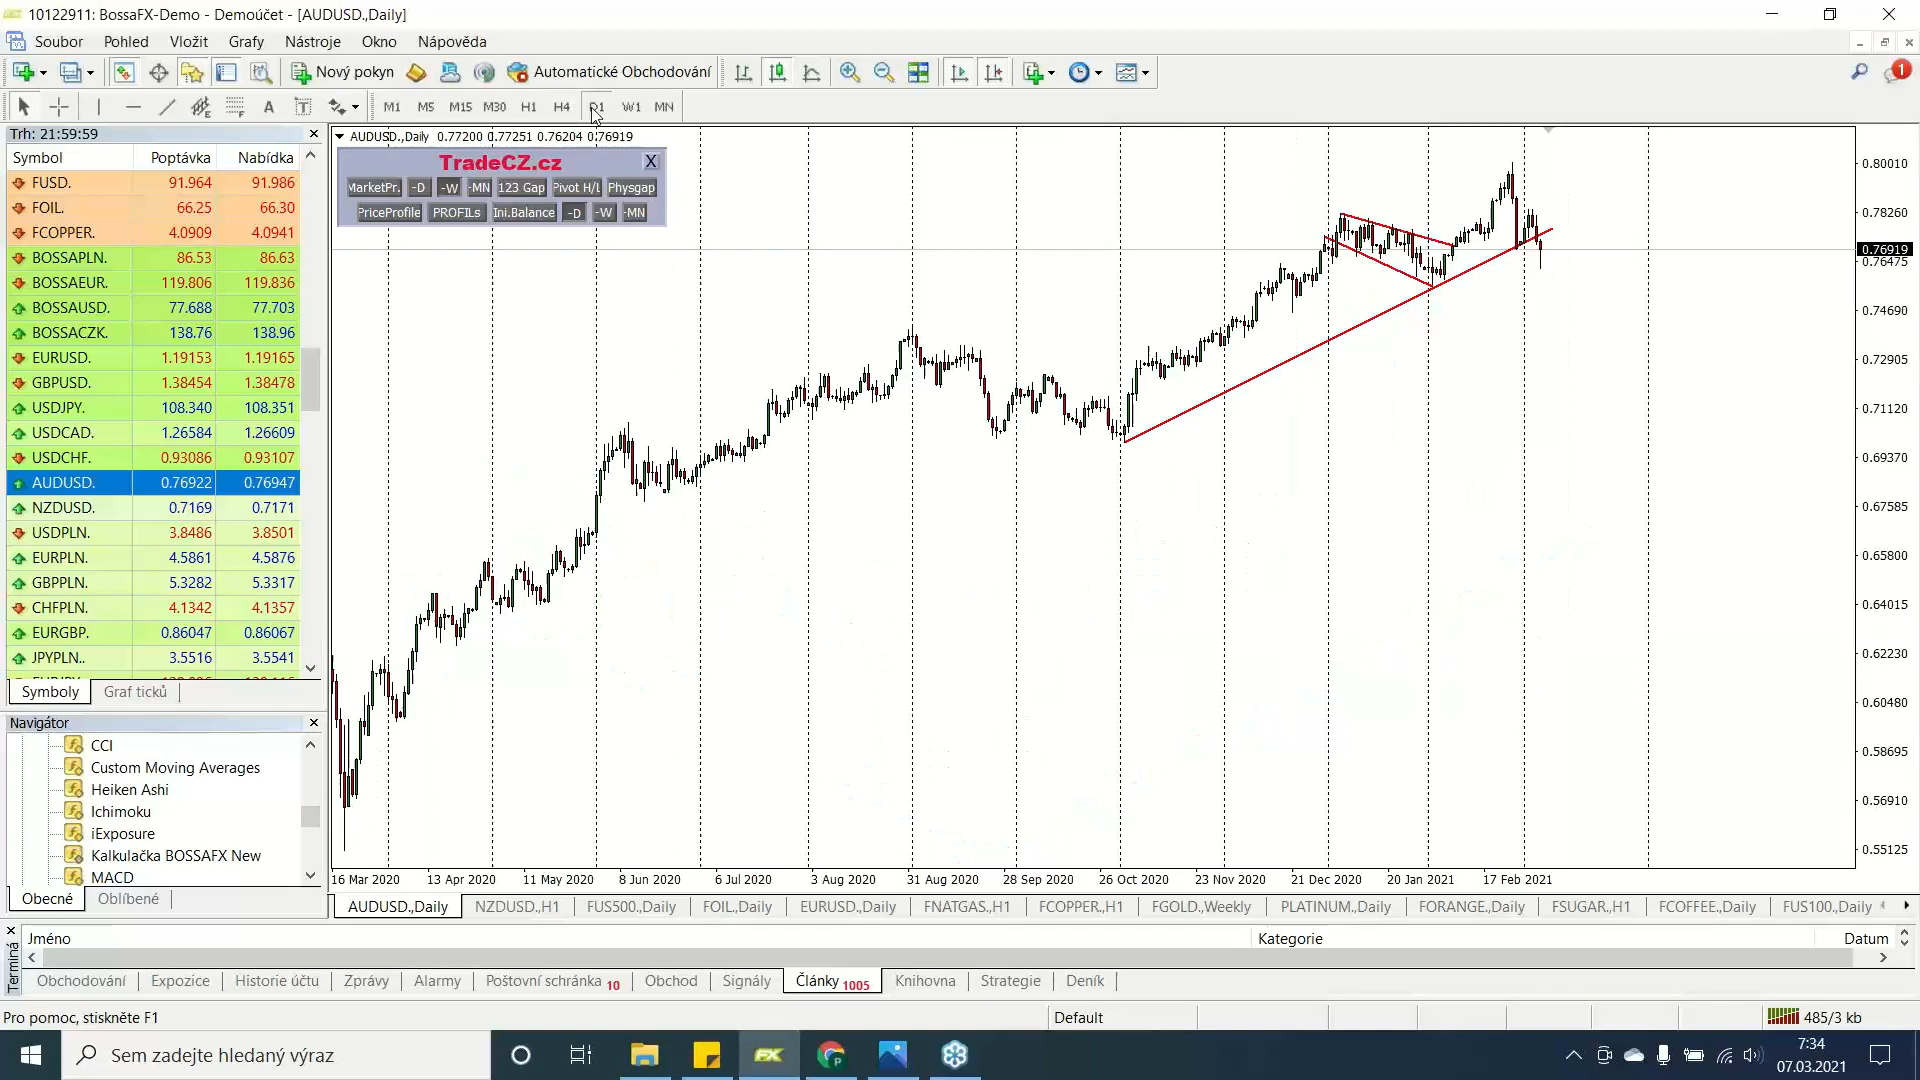 10122911: BossaFX-Demo - Demoúčet - [AUDUSD.,Daily]
Soubor Pohled Vložit Grafy Nástroje Okno Nápověda
Nový pokyn Automatické Obchodování 1
A T M1 M5 M15 M30 H1 H4 D1 W1 MN
Trh: 21:59:59
Symbol Poptávka Nabídka
FUSD. 91.964 91.986
FOIL. 66.25 66.30
FCOPPER. 4.0909 4.0941
BOSSAPLN. 86.53 86.63
BOSSAEUR. 119.806 119.836
BOSSAUSD. 77.688 77.703
BOSSACZK. 138.76 138.96
EURUSD. 1.19153 1.19165
GBPUSD. 1.38454 1.38478
USDJPY. 108.340 108.351
USDCAD. 1.26584 1.26609
USDCHF. 0.93086 0.93107
AUDUSD. 0.76922 0.76947
NZDUSD. 0.7169 0.7171
USDPLN. 3.8486 3.8501
EURPLN. 4.5861 4.5876
GBPPLN. 5.3282 5.3317
CHFPLN. 4.1342 4.1357
EURGBP. 0.86047 0.86067
JPYPLN.. 3.5516 3.5541
Symboly Graf ticků
Navigátor
CCI
Custom Moving Averages
Heiken Ashi
Ichimoku
iExposure
Kalkulačka BOSSAFX New
MACD
Obecné Oblíbené
AUDUSD.,Daily 0.77200 0.77251 0.76204 0.76919
TradeCZ.cz X
MarketPr. -D -W -MN 123 Gap Pivot H/L Physgap
PriceProfile PROFILs Ini.Balance -D -W -MN
0.80010
0.78260
0.76919
0.76475
0.74690
0.72905
0.71120
0.69370
0.67585
0.65800
0.64015
0.62230
0.60480
0.58695
0.56910
0.55125
16 Mar 2020 13 Apr 2020 11 May 2020 8 Jun 2020 6 Jul 2020 3 Aug 2020 31 Aug 2020 28 Sep 2020 26 Oct 2020 23 Nov 2020 21 Dec 2020 20 Jan 2021 17 Feb 2021
AUDUSD.,Daily NZDUSD.,H1 FUS500.,Daily FOIL.,Daily EURUSD.,Daily FNATGAS.,H1 FCOPPER.,H1 FGOLD.,Weekly PLATINUM.,Daily FORANGE.,Daily FSUGAR.,H1 FCOFFEE.,Daily FUS100.,Daily
Terminá
Jméno Kategorie Datum
Obchodování Expozice Historie účtu Zprávy Alarmy Poštovní schránka 10 Obchod Signály Články 1005 Knihovna Strategie Deník
Pro pomoc, stiskněte F1 Default 485/3 kb
Sem zadejte hledaný výraz FX 7:34
07.03.2021